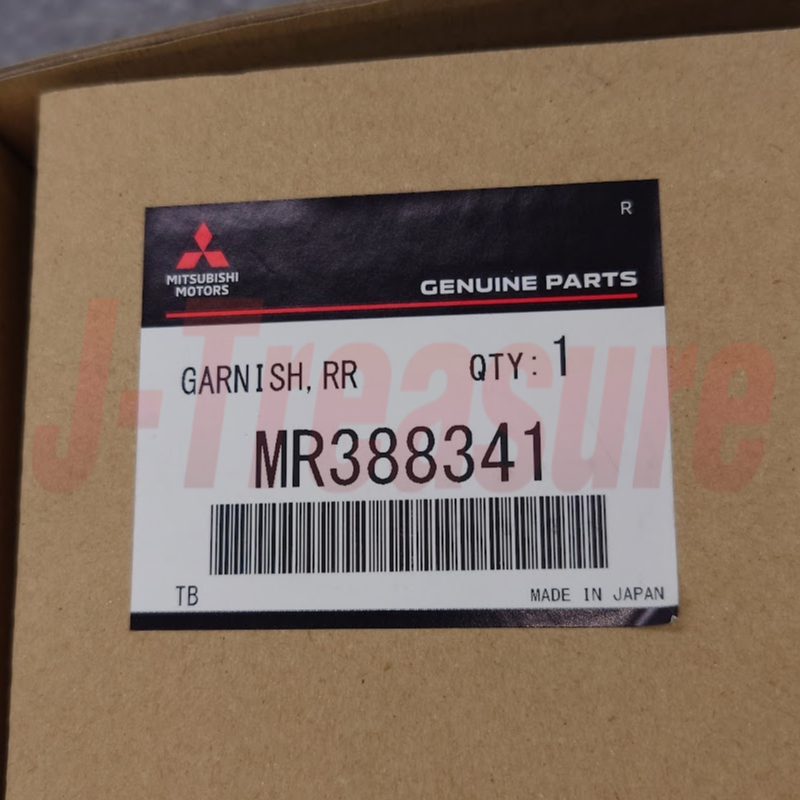 R
MITSUBISHI
MOTORS
GENUINE PARTS
GARNISH, RR QTY: 1
MR388341
TB MADE IN JAPAN
J-Treasure